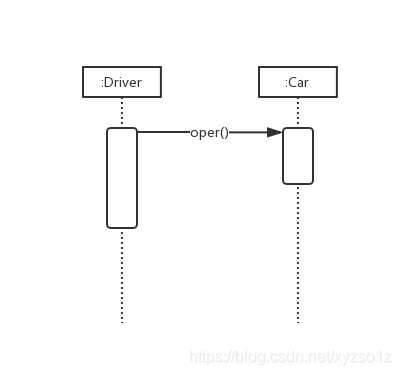 :Driver
:Car
oper()
https://blog.csdn.net/xyzso1z